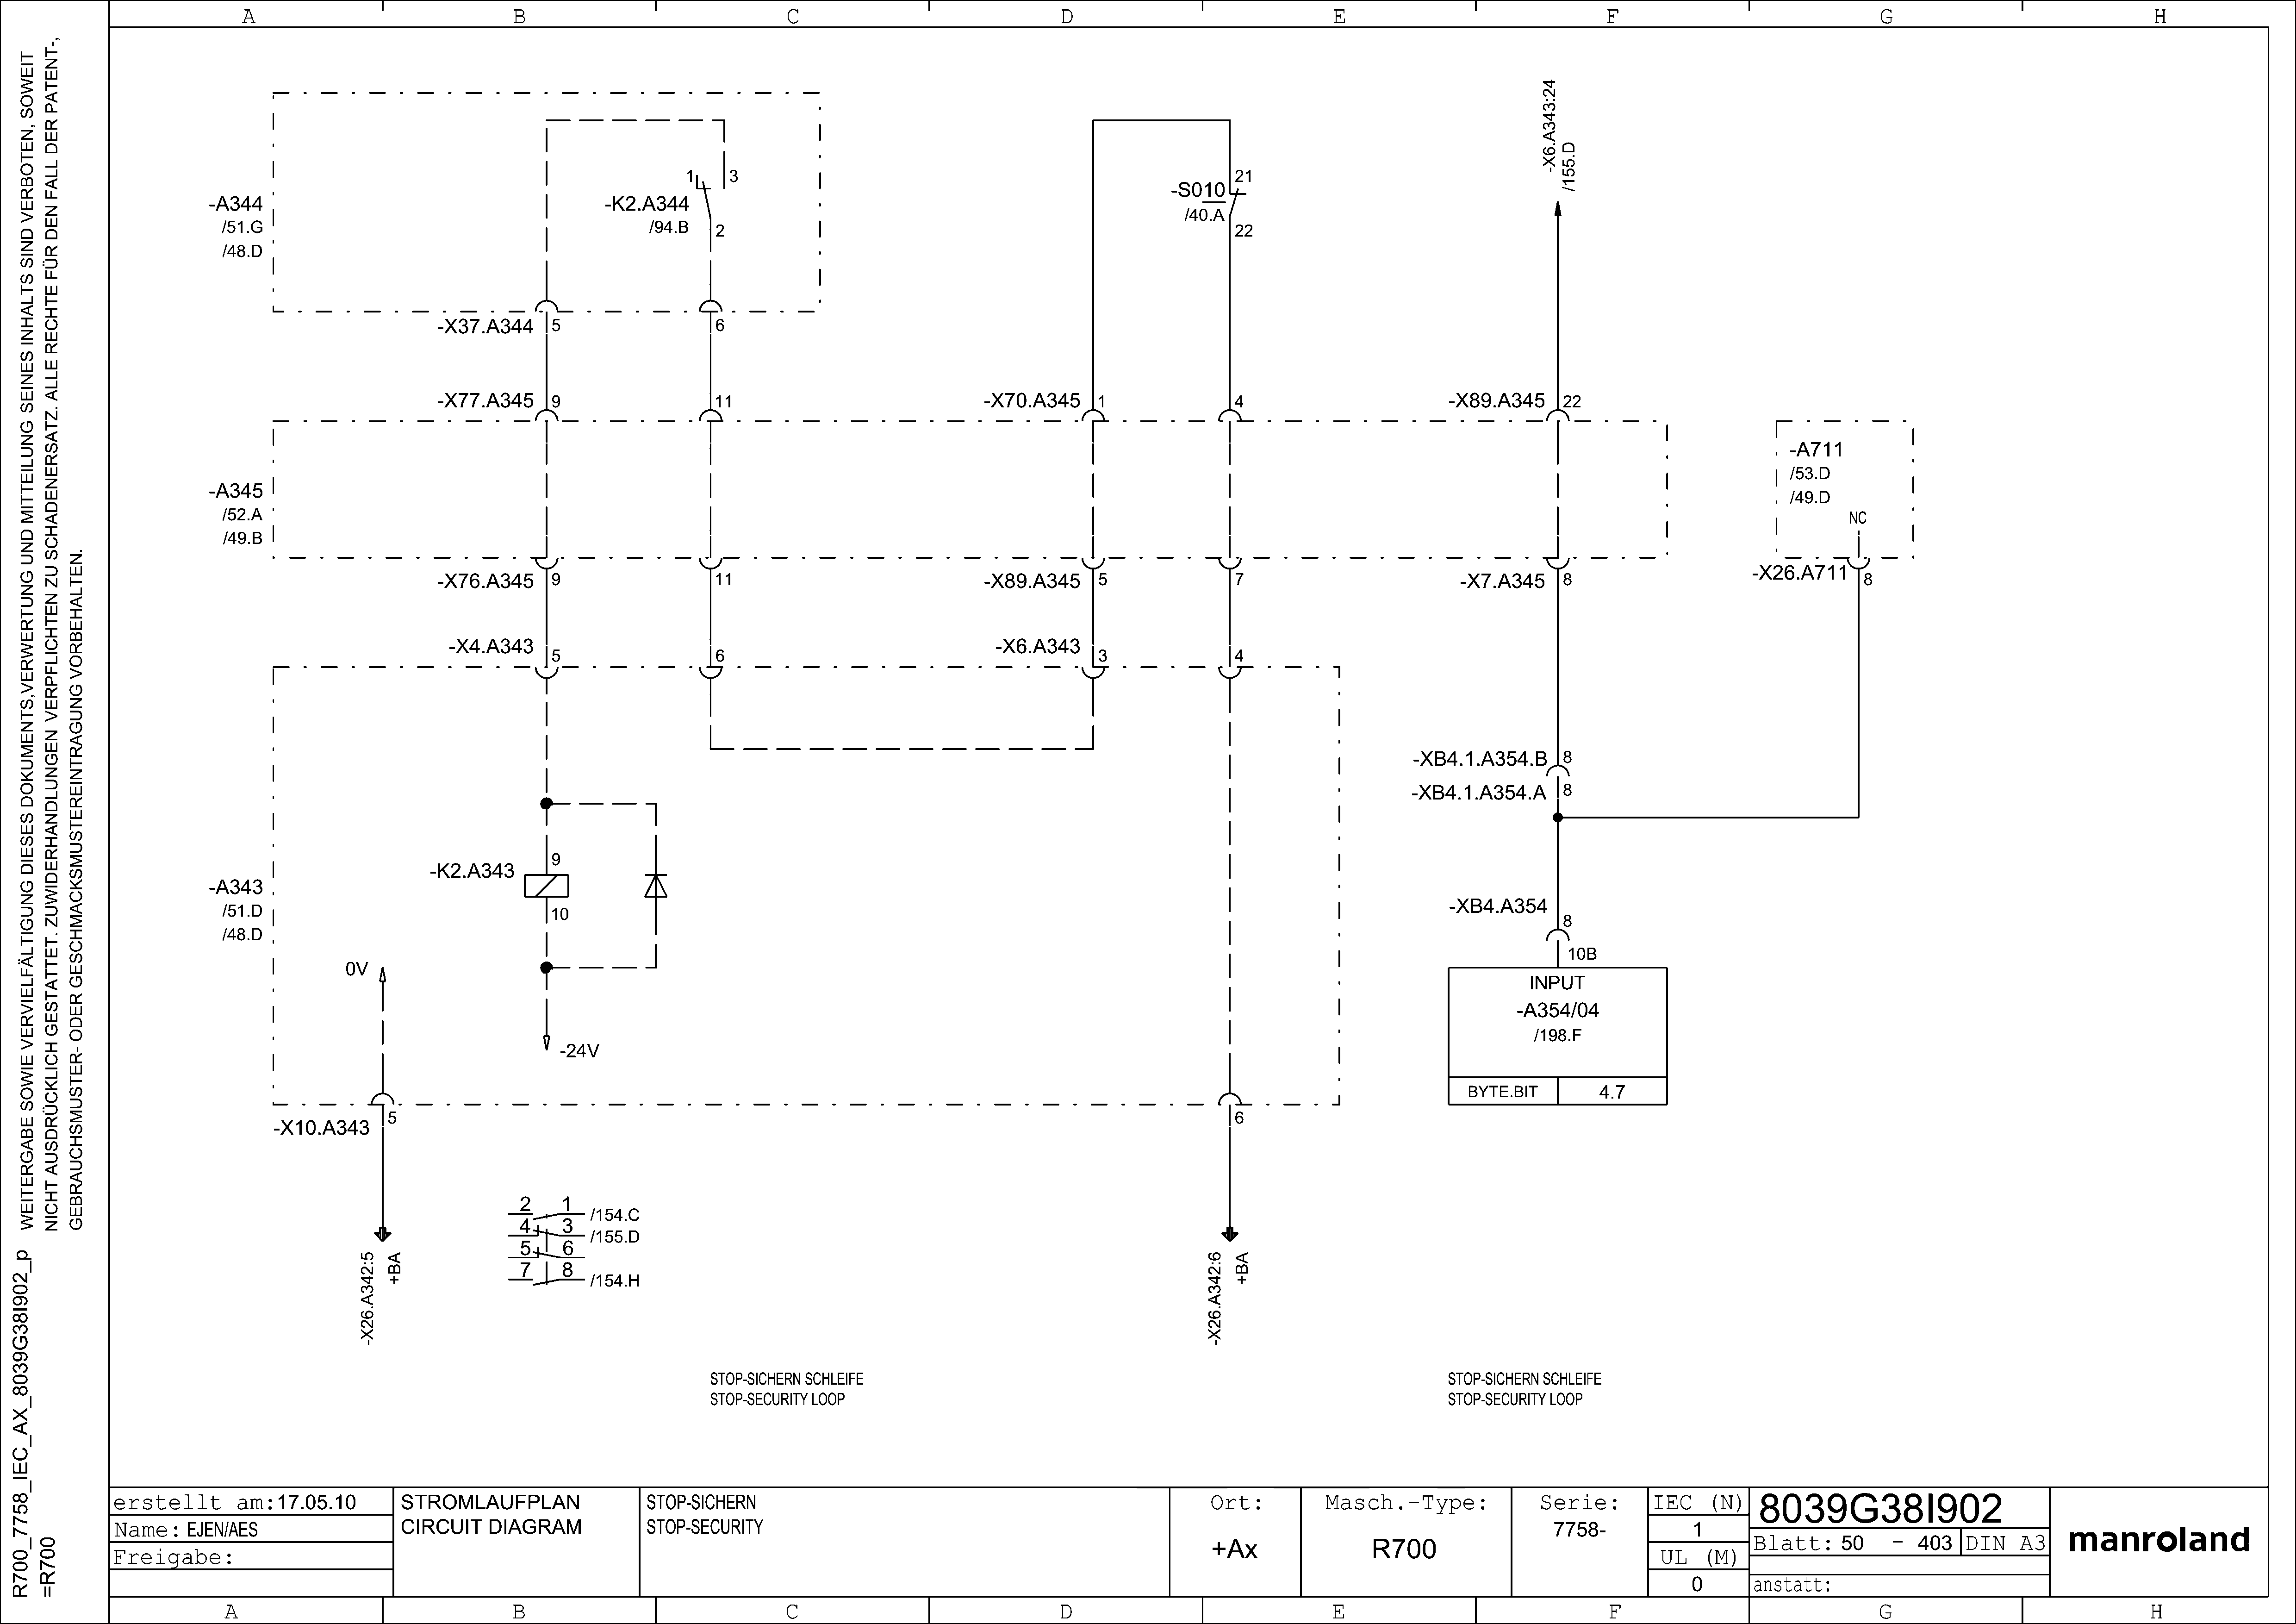 A B C D E F G H
WEITERGABE SOWIE VERVIELFÄLTIGUNG DIESES DOKUMENTS,VERWERTUNG UND MITTEILUNG SEINES INHALTS SIND VERBOTEN, SOWEIT
NICHT AUSDRÜCKLICH GESTATTET. ZUWIDERHANDLUNGEN VERPFLICHTEN ZU SCHADENERSATZ. ALLE RECHTE FÜR DEN FALL DER PATENT-,
GEBRAUCHSMUSTER- ODER GESCHMACKSMUSTEREINTRAGUNG VORBEHALTEN.
R700_7758_IEC_AX_8039G38I902_p
=R700
-X6.A343:24
/155.D
1 3
-A344
/51.G
/48.D
-K2.A344
/94.B
2
21
-S010
/40.A
22
-X37.A344 5 6
-X77.A345 9 11
-X70.A345 1 4
-X89.A345 22
-A345
/52.A
/49.B
-A711
/53.D
/49.D
NC
-X76.A345 9 11
-X89.A345 5 7
-X7.A345 8
-X26.A711 8
-X4.A343 5 6
-X6.A343 3 4
-XB4.1.A354.B 8
-XB4.1.A354.A 8
-K2.A343
9
10
-A343
/51.D
/48.D
0V
-24V
-XB4.A354
8
10B
INPUT
-A354/04
/198.F
BYTE.BIT 4.7
-X10.A343 5 6
2 1 /154.C
4 3 /155.D
5 6
7 8 /154.H
-X26.A342:5
+BA
-X26.A342:6
+BA
STOP-SICHERN SCHLEIFE
STOP-SECURITY LOOP
STOP-SICHERN SCHLEIFE
STOP-SECURITY LOOP
erstellt am:17.05.10
Name: EJEN/AES
Freigabe:
STROMLAUFPLAN
CIRCUIT DIAGRAM
STOP-SICHERN
STOP-SECURITY
Ort:
+Ax
Masch.-Type:
R700
Serie:
7758-
IEC (N)
1
UL (M)
0
8039G38I902
Blatt: 50 - 403 DIN A3
anstatt:
manroland
A B C D E F G H